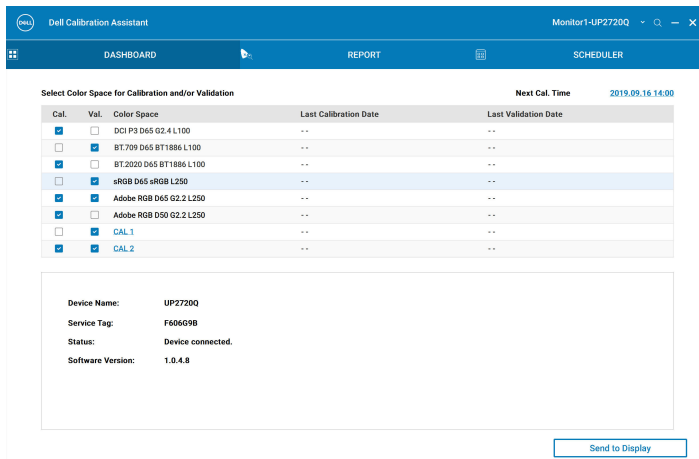 DELL Dell Calibration Assistant Monitor1-UP2720Q
DASHBOARD REPORT SCHEDULER
Select Color Space for Calibration and/or Validation Next Cal. Time 2019.09.16 14:00
Cal. Val. Color Space Last Calibration Date Last Validation Date
DCI P3 D65 G2.4 L100 -- --
BT.709 D65 BT1886 L100 -- --
BT.2020 D65 BT1886 L100 -- --
sRGB D65 sRGB L250 -- --
Adobe RGB D65 G2.2 L250 -- --
Adobe RGB D50 G2.2 L250 -- --
CAL 1 -- --
CAL 2 -- --
Device Name: UP2720Q
Service Tag: F606G9B
Status: Device connected.
Software Version: 1.0.4.8
Send to Display